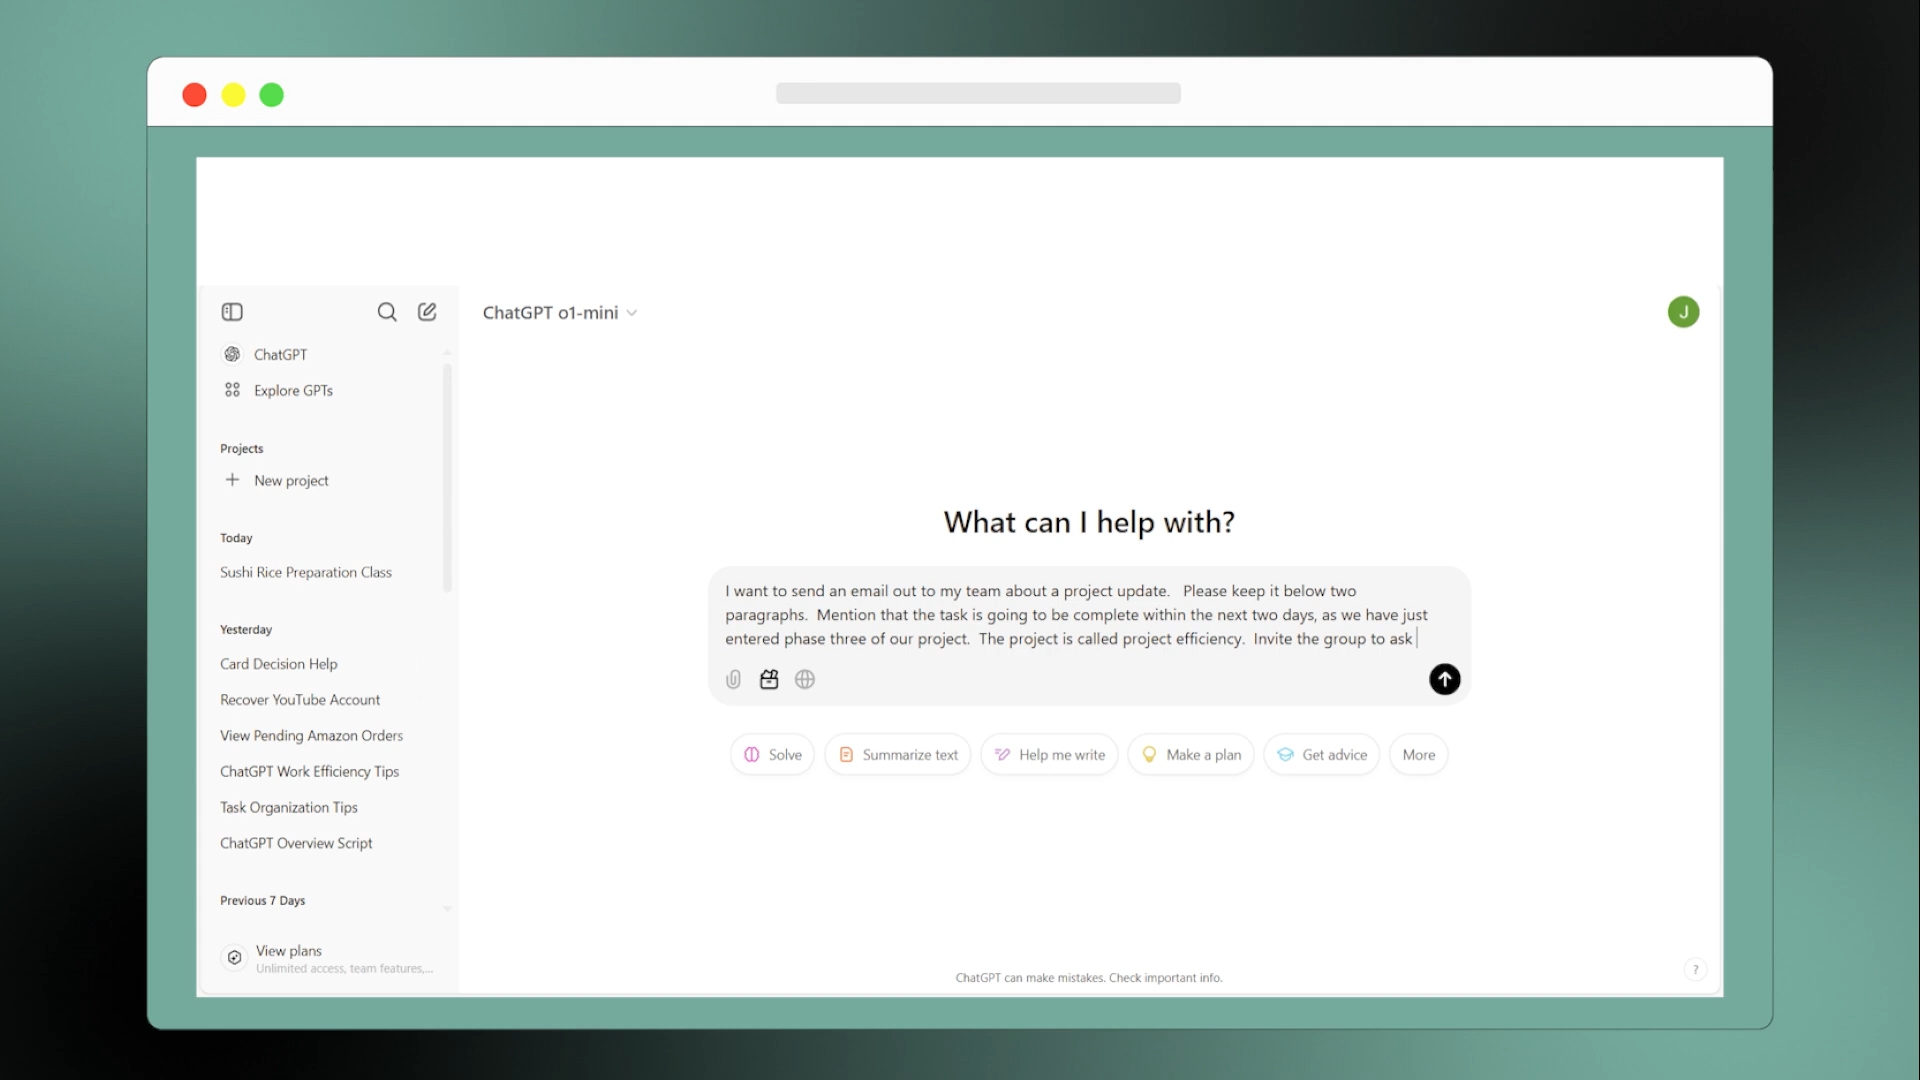 ChatGPT o1-mini
J
ChatGPT
Explore GPTs
Projects
New project
Today
Sushi Rice Preparation Class
Yesterday
Card Decision Help
Recover YouTube Account
View Pending Amazon Orders
ChatGPT Work Efficiency Tips
Task Organization Tips
ChatGPT Overview Script
Previous 7 Days
View plans
Unlimited access, team features,...
What can I help with?
I want to send an email out to my team about a project update.   Please keep it below two
paragraphs.  Mention that the task is going to be complete within the next two days, as we have just
entered phase three of our project.  The project is called project efficiency.  Invite the group to ask
Solve
Summarize text
Help me write
Make a plan
Get advice
More
ChatGPT can make mistakes. Check important info.
?